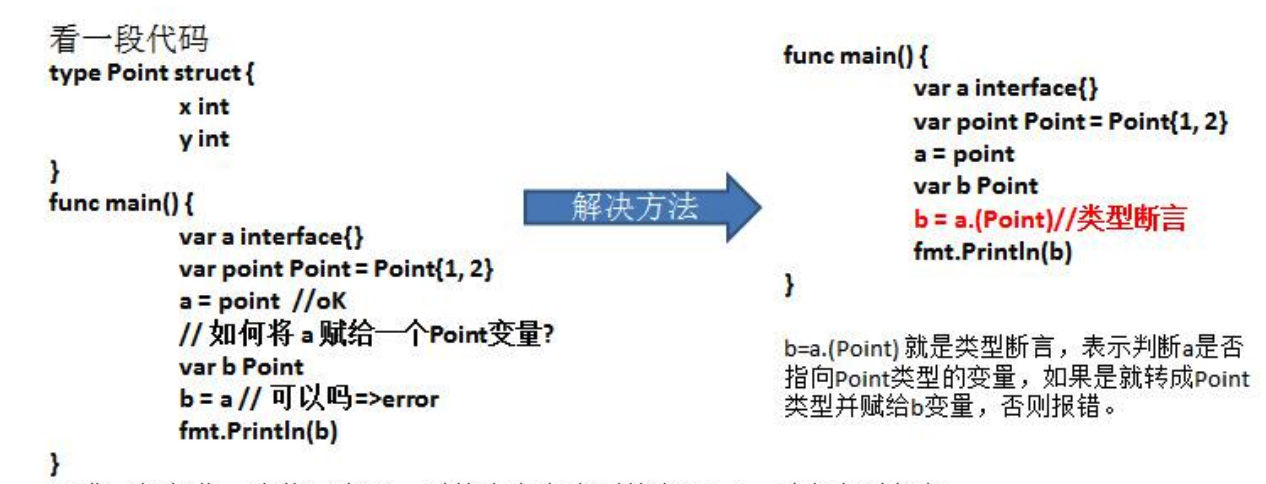 看一段代码
type Point struct {
x int
y int
}
func main() {
var a interface{}
var point Point = Point{1, 2}
a = point //oK
// 如何将 a 赋给一个Point变量?
var b Point
b = a // 可以吗=>error
fmt.Println(b)
}
解决方法
func main() {
var a interface{}
var point Point = Point{1, 2}
a = point
var b Point
b = a.(Point)//类型断言
fmt.Println(b)
}
b=a.(Point) 就是类型断言，表示判断a是否
指向Point类型的变量，如果是就转成Point
类型并赋给b变量，否则报错。